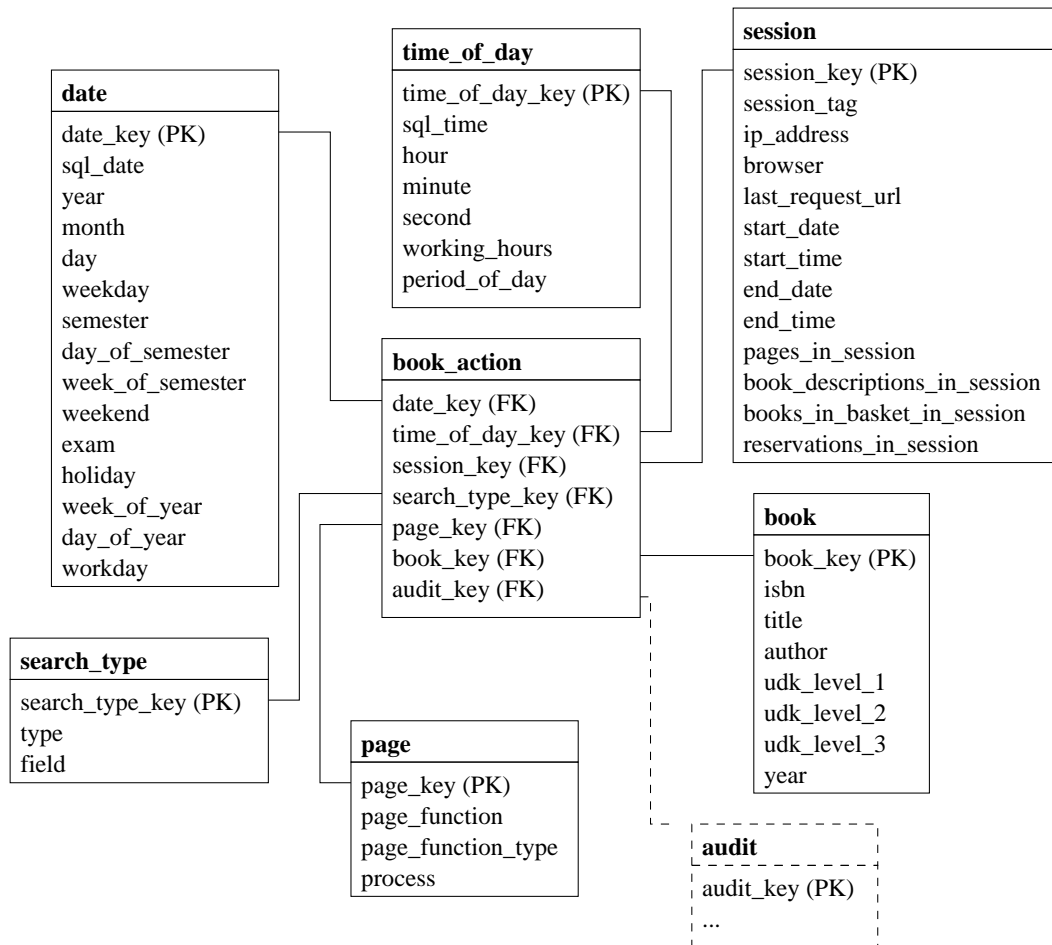 date
date_key (PK)
sql_date
year
month
day
weekday
semester
day_of_semester
week_of_semester
weekend
exam
holiday
week_of_year
day_of_year
workday
time_of_day
time_of_day_key (PK)
sql_time
hour
minute
second
working_hours
period_of_day
session
session_key (PK)
session_tag
ip_address
browser
last_request_url
start_date
start_time
end_date
end_time
pages_in_session
book_descriptions_in_session
books_in_basket_in_session
reservations_in_session
book_action
date_key (FK)
time_of_day_key (FK)
session_key (FK)
search_type_key (FK)
page_key (FK)
book_key (FK)
audit_key (FK)
book
book_key (PK)
isbn
title
author
udk_level_1
udk_level_2
udk_level_3
year
search_type
search_type_key (PK)
type
field
page
page_key (PK)
page_function
page_function_type
process
audit
audit_key (PK)
...